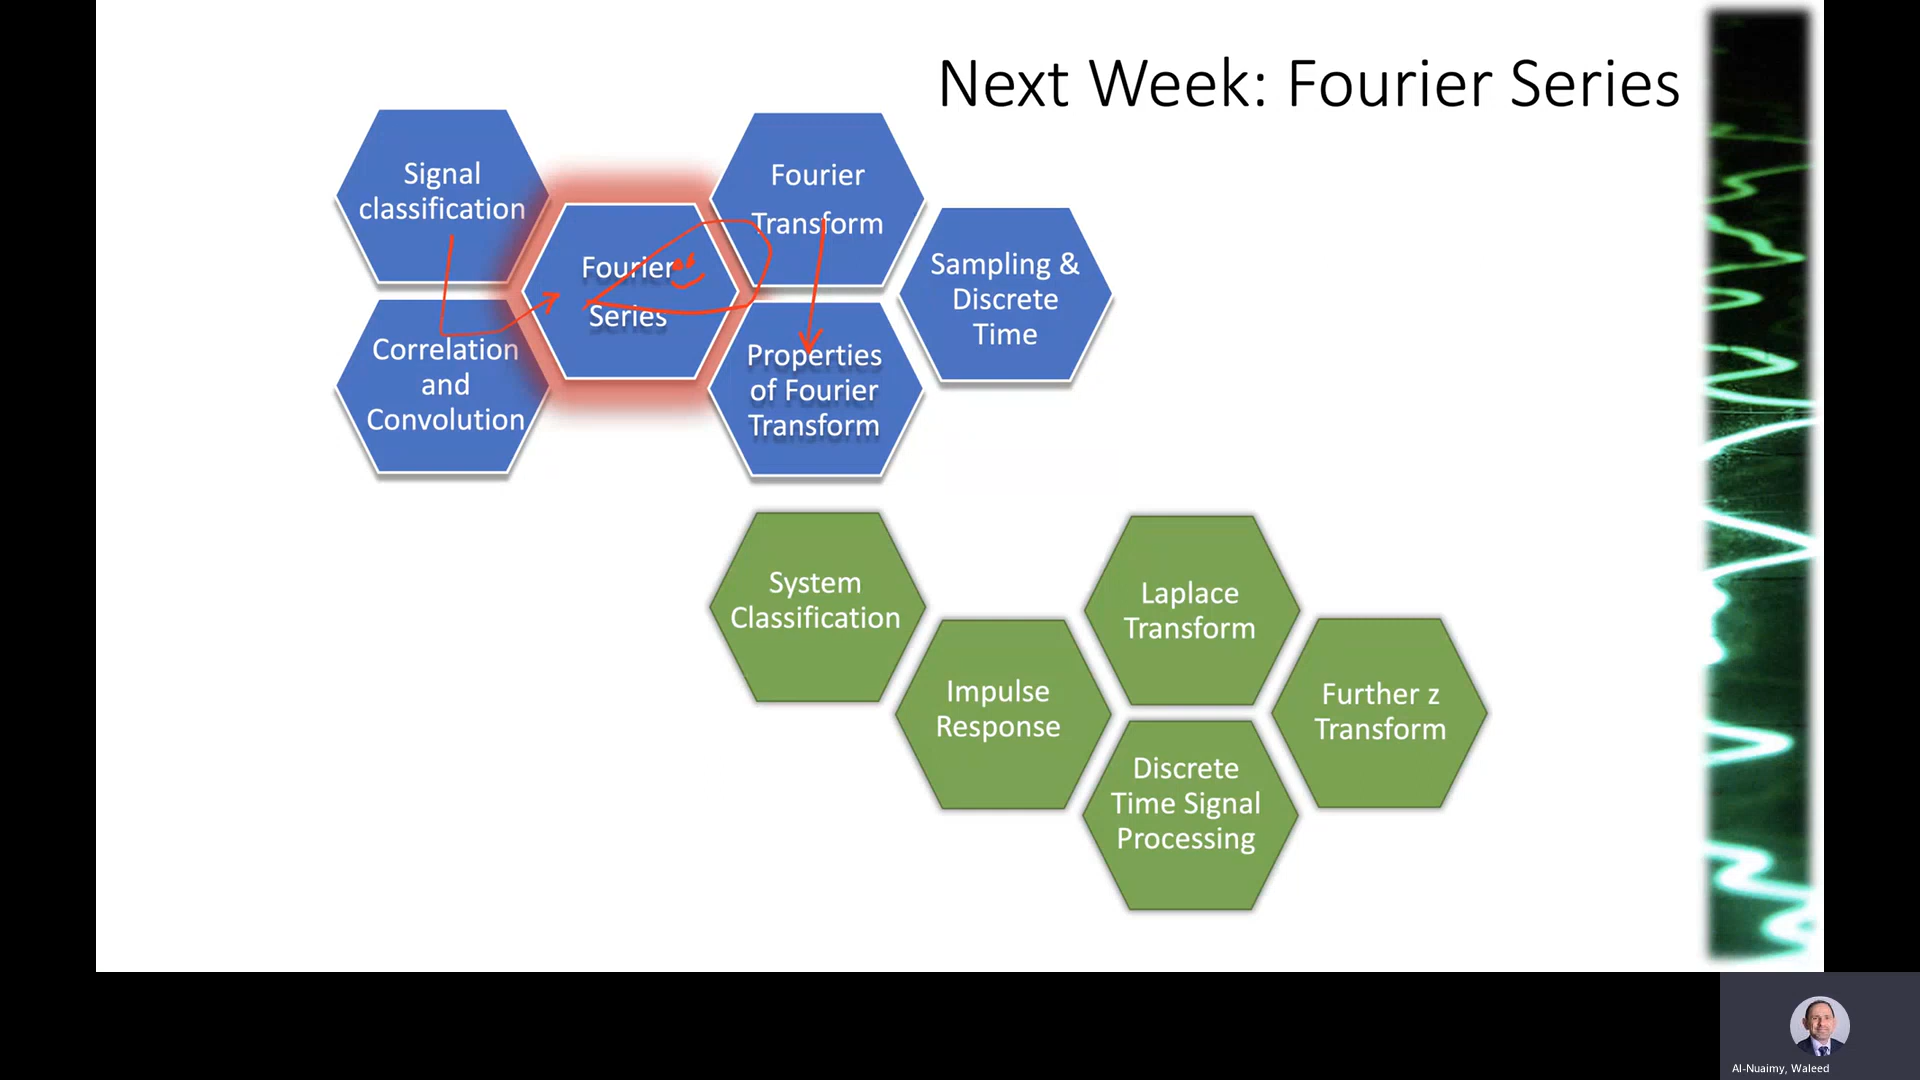 Next Week: Fourier Series
Signal
classification
Correlation
and
Convolution
Fourier
Series
Fourier
Transform
Properties
of Fourier
Transform
Sampling &
Discrete
Time
System
Classification
Impulse
Response
Laplace
Transform
Discrete
Time Signal
Processing
Further z
Transform
Al-Nuaimy, Waleed